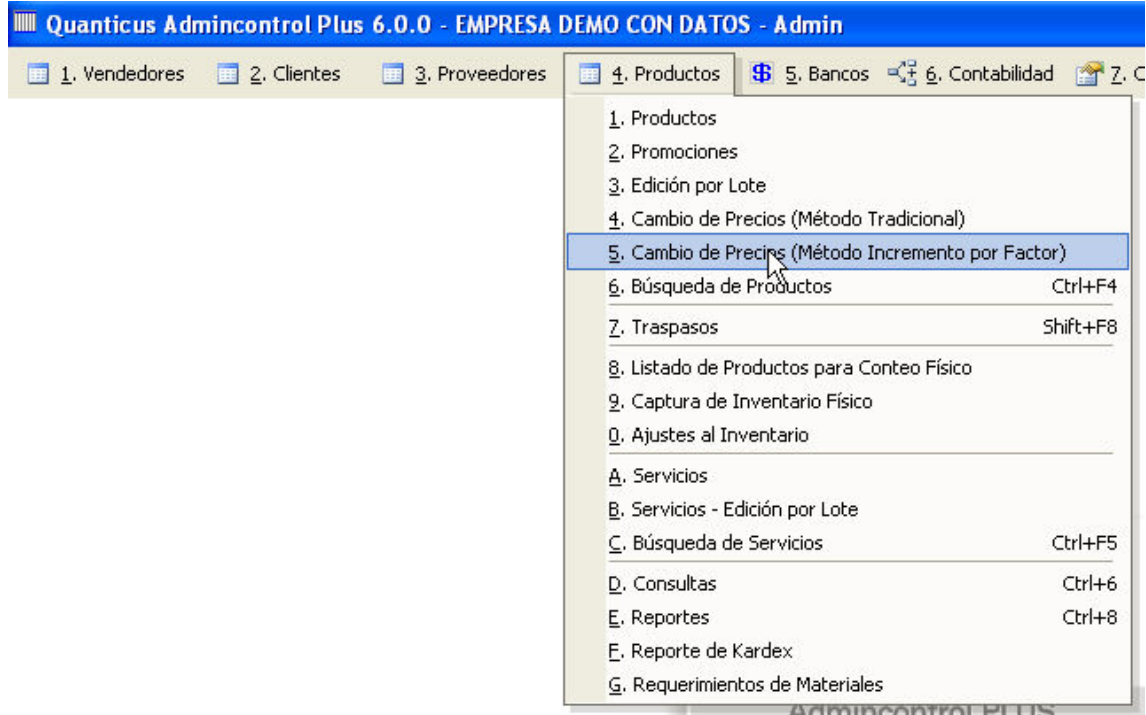 Quanticus Admincontrol Plus 6.0.0 - EMPRESA DEMO CON DATOS - Admin
1. Vendedores 2. Clientes 3. Proveedores 4. Productos 5. Bancos 6. Contabilidad 7. C
1. Productos
2. Promociones
3. Edición por Lote
4. Cambio de Precios (Método Tradicional)
5. Cambio de Precios (Método Incremento por Factor)
6. Búsqueda de Productos Ctrl+F4
7. Traspasos Shift+F8
8. Listado de Productos para Conteo Físico
9. Captura de Inventario Físico
0. Ajustes al Inventario
A. Servicios
B. Servicios - Edición por Lote
C. Búsqueda de Servicios Ctrl+F5
D. Consultas Ctrl+6
E. Reportes Ctrl+8
F. Reporte de Kardex
G. Requerimientos de Materiales
Admincontrol PLUS